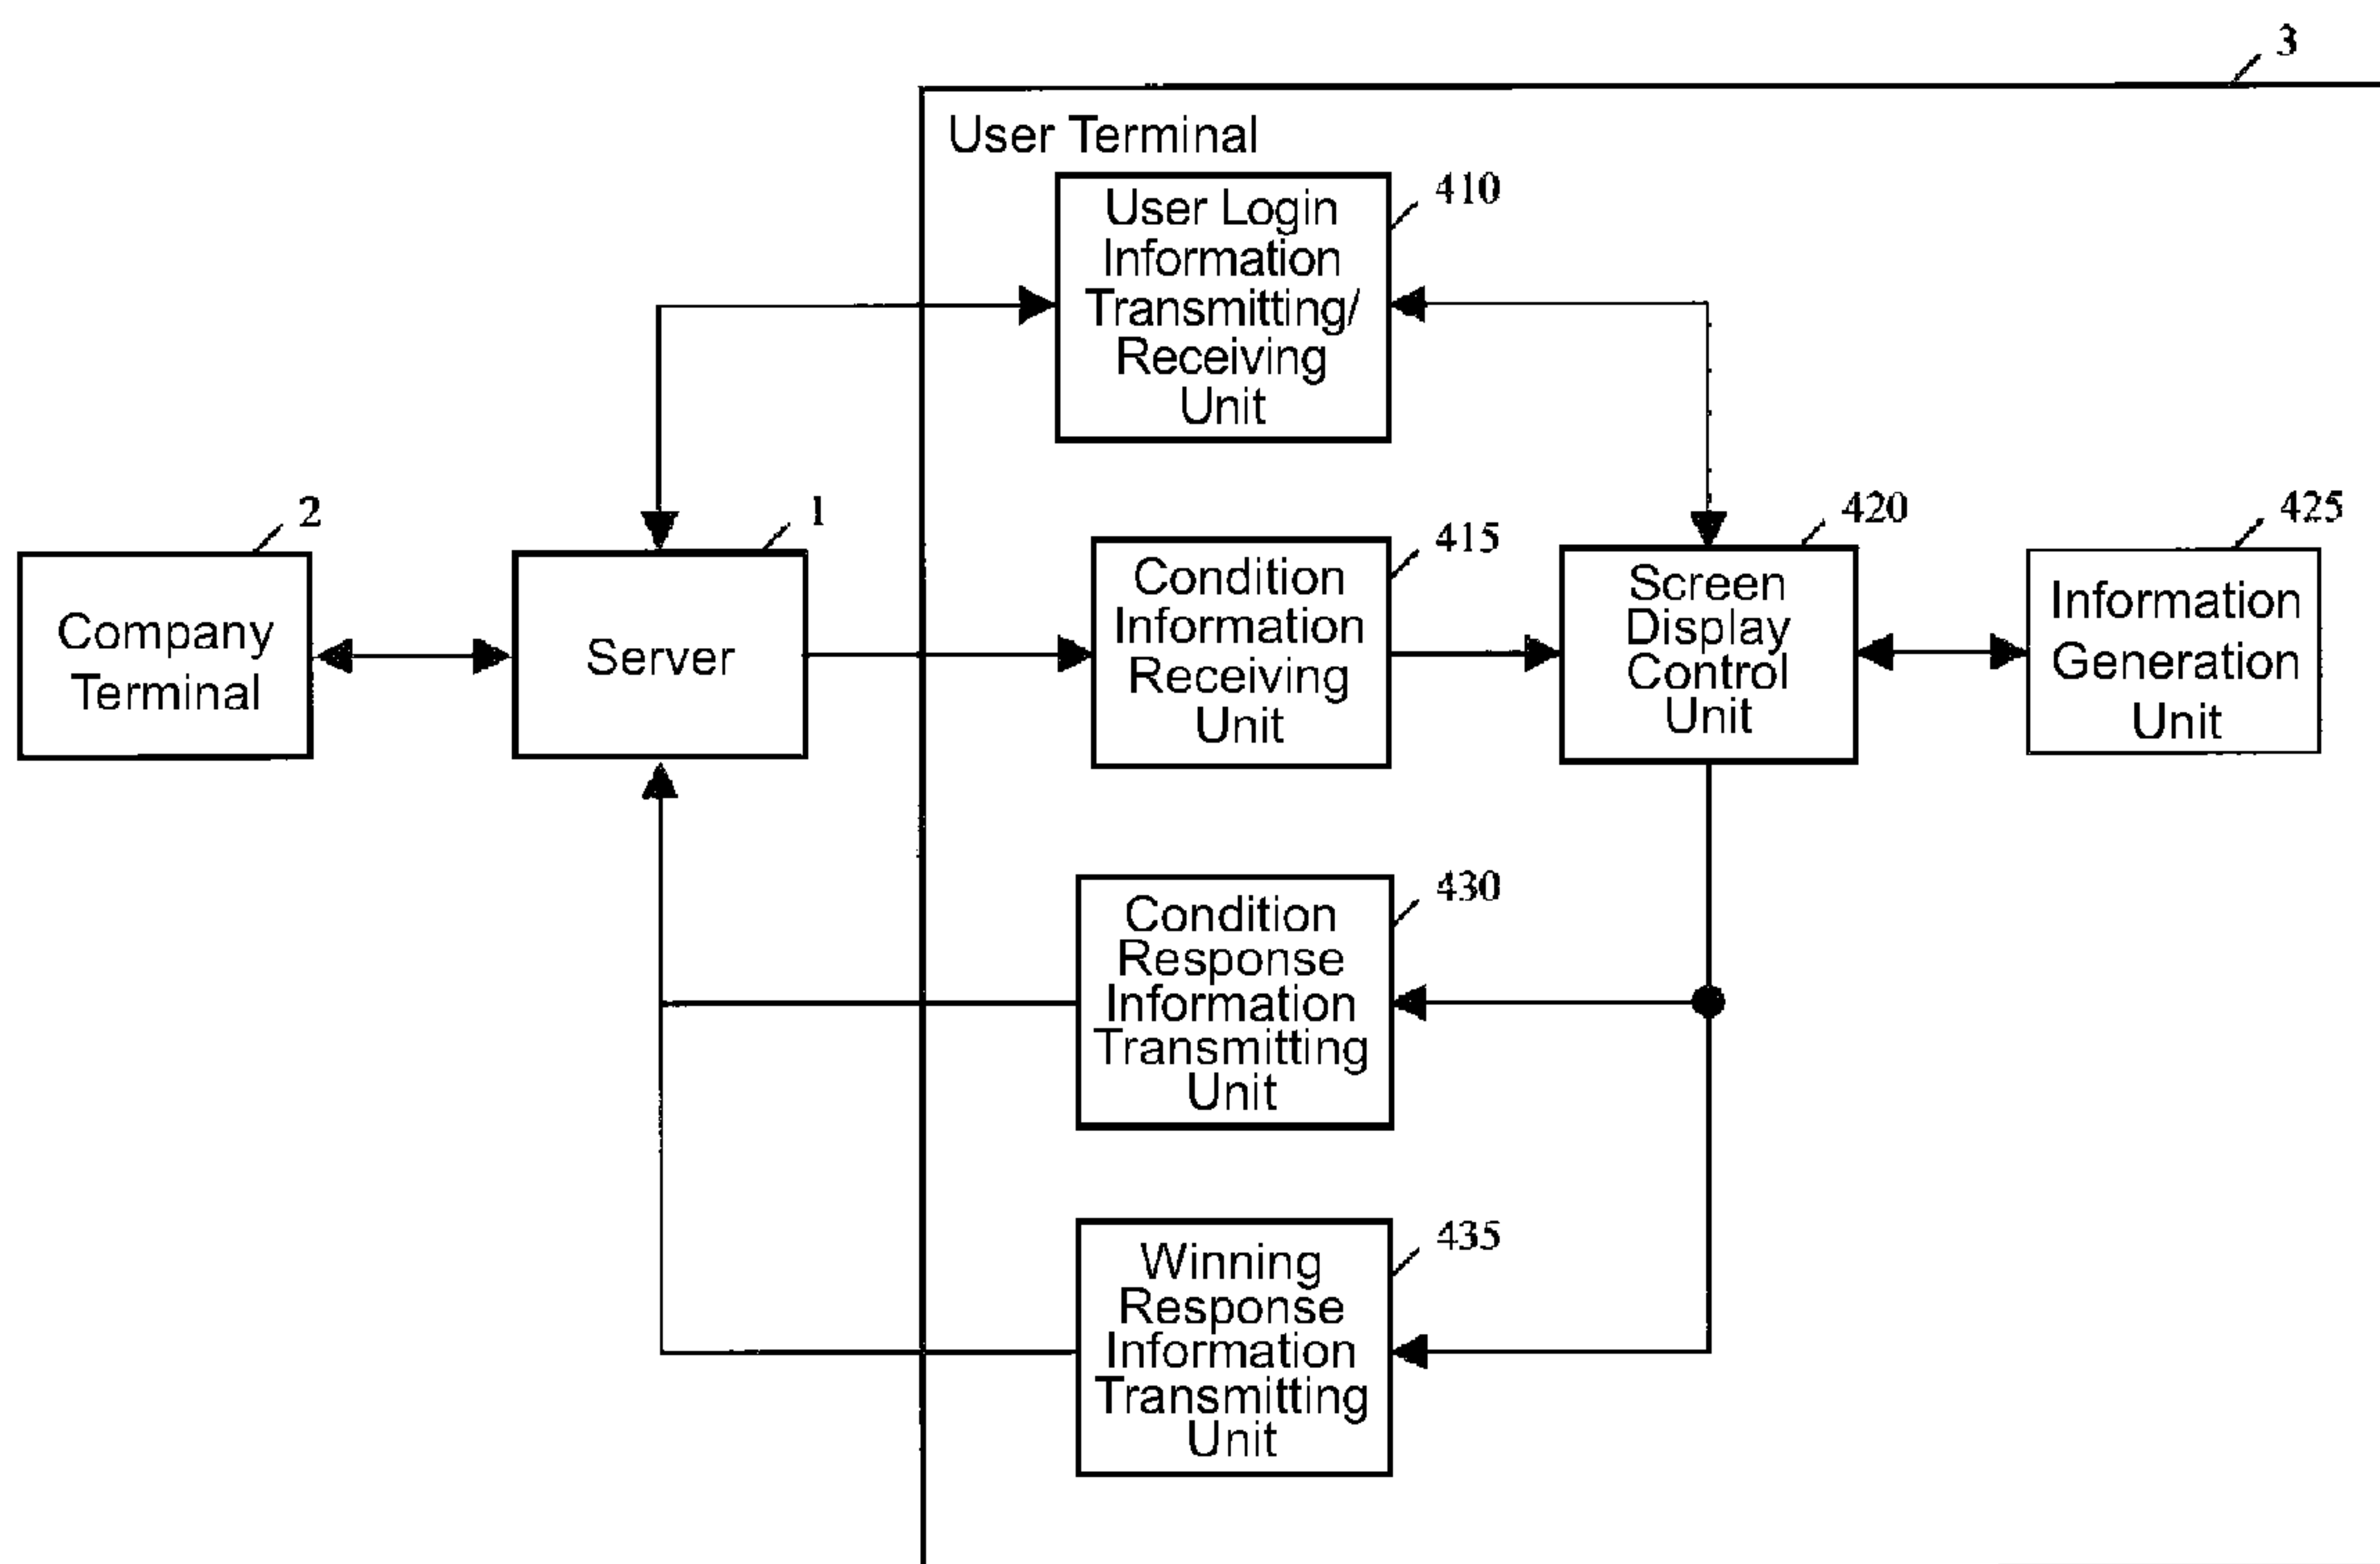 3
User Terminal
410
User Login
Information
Transmitting/
Receiving
Unit
2
Company
Terminal
1
Server
415
Condition
Information
Receiving
Unit
420
Screen
Display
Control
Unit
425
Information
Generation
Unit
430
Condition
Response
Information
Transmitting
Unit
435
Winning
Response
Information
Transmitting
Unit